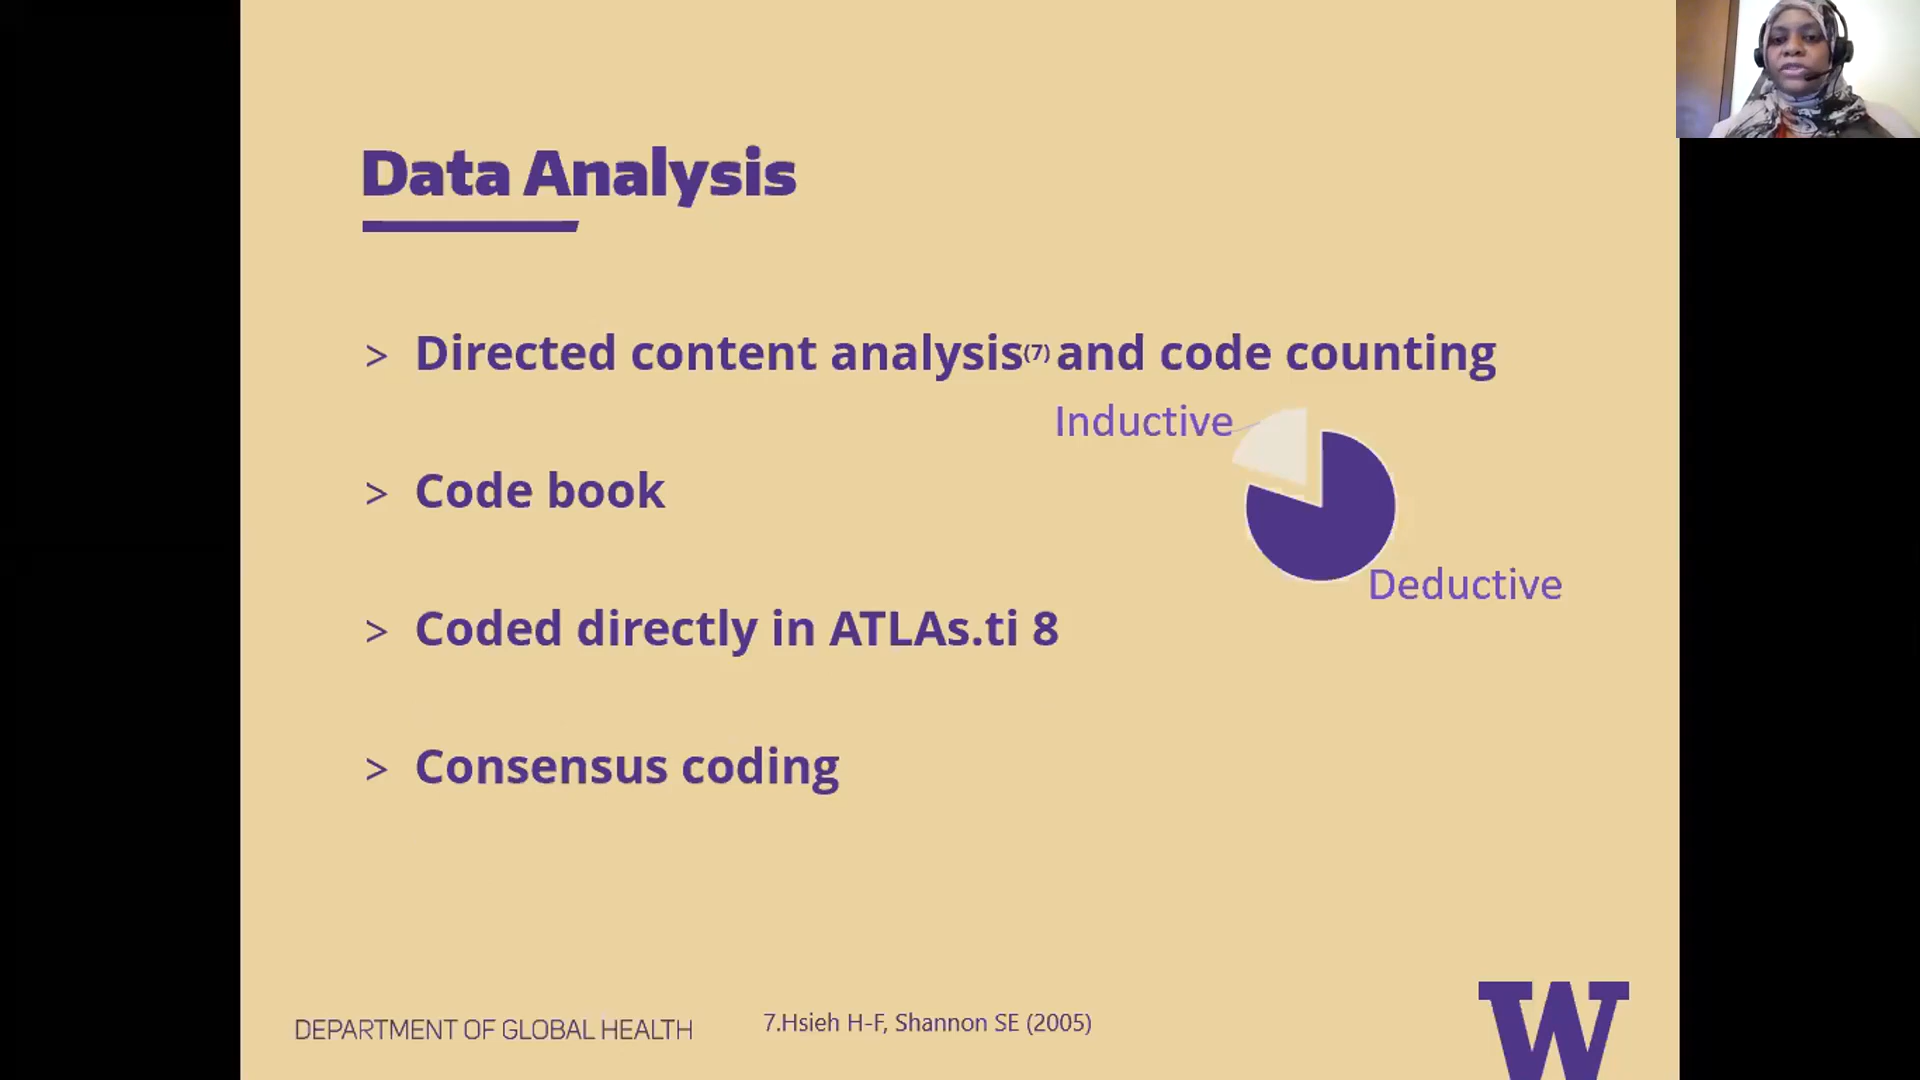 Data Analysis
> Directed content analysis(7) and code counting
Inductive
> Code book
Deductive
> Coded directly in ATLAs.ti 8
> Consensus coding
DEPARTMENT OF GLOBAL HEALTH
7.Hsieh H-F, Shannon SE (2005)
W